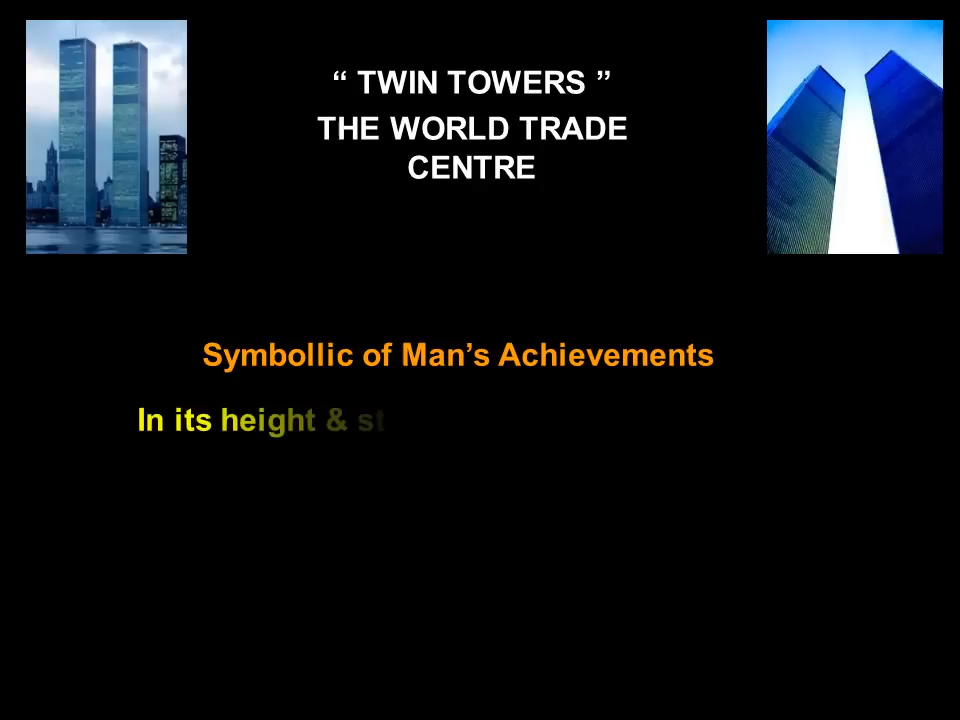 “ TWIN TOWERS ”
THE WORLD TRADE
CENTRE
Symbollic of Man’s Achievements
In its height &